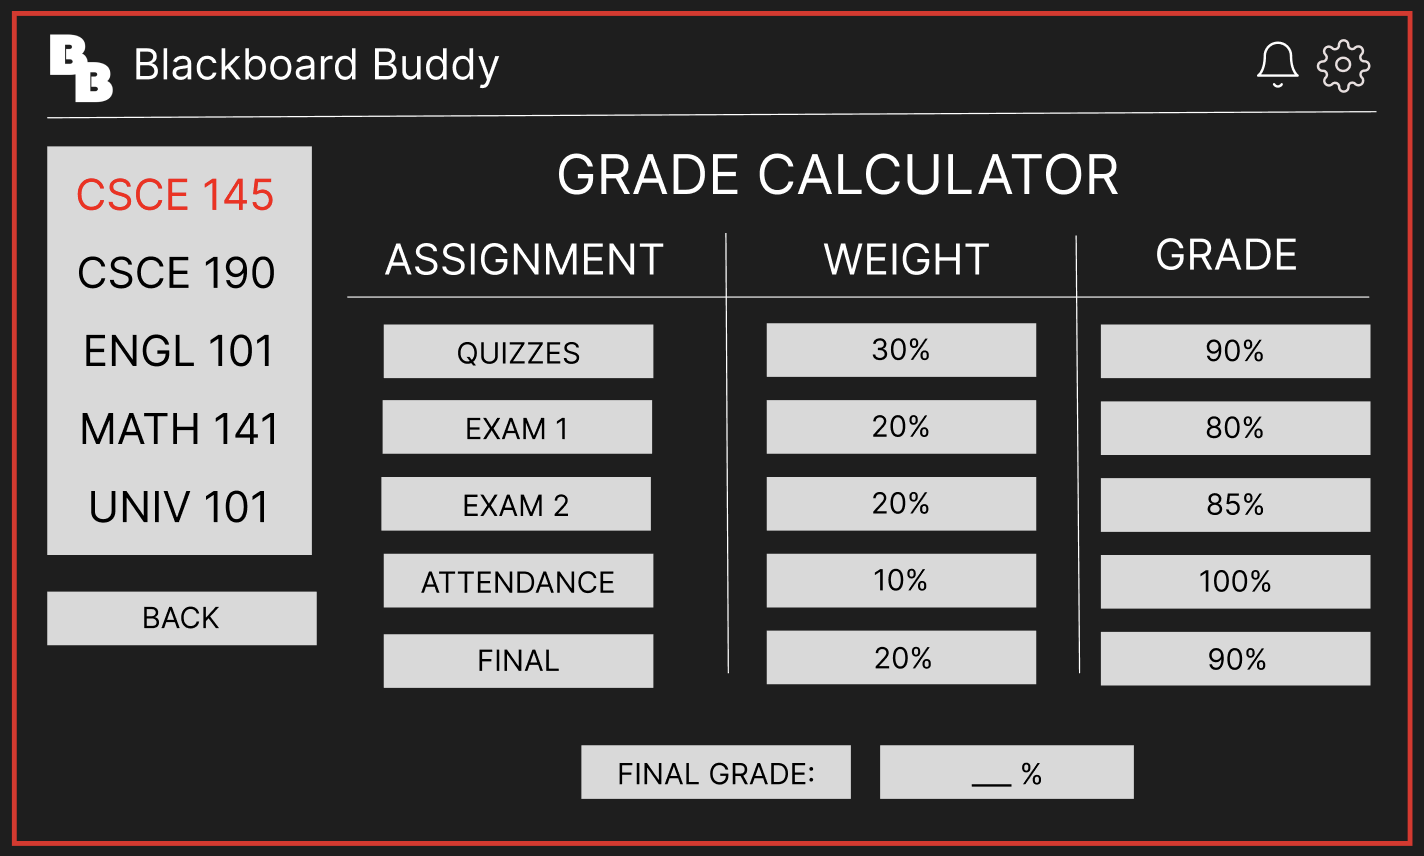 BB Blackboard Buddy
CSCE 145
CSCE 190
ENGL 101
MATH 141
UNIV 101
BACK
GRADE CALCULATOR
ASSIGNMENT WEIGHT GRADE
QUIZZES 30% 90%
EXAM 1 20% 80%
EXAM 2 20% 85%
ATTENDANCE 10% 100%
FINAL 20% 90%
FINAL GRADE: ___ %